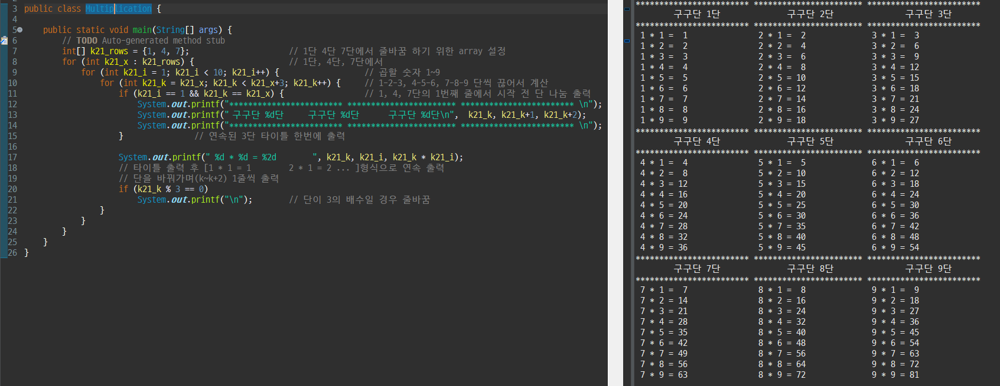 3 public class Multiplication {
4
5 public static void main(String[] args) {
6 // TODO Auto-generated method stub
7 int[] k21_rows = {1, 4, 7}; // 1단 4단 7단에서 줄바꿈 하기 위한 array 설정
8 for (int k21_x : k21_rows) { // 1단, 4단, 7단에서
9 for (int k21_i = 1; k21_i < 10; k21_i++) { // 곱할 숫자 1~9
10 for (int k21_k = k21_x; k21_k < k21_x+3; k21_k++) { // 1-2-3, 4-5-6, 7-8-9 단씩 끊어서 계산
11 if (k21_i == 1 && k21_k == k21_x) { // 1, 4, 7단의 1번째 줄에서 시작 전 단 나눔 출력
12 System.out.printf("************************ *********************** ************************ \n");
13 System.out.printf(" 구구단 %d단 구구단 %d단 구구단 %d단\n", k21_k, k21_k+1, k21_k+2);
14 System.out.printf("************************ *********************** ************************ \n");
15 } // 연속된 3단 타이틀 한번에 출력
16
17 System.out.printf(" %d * %d = %2d ", k21_k, k21_i, k21_k * k21_i);
18 // 타이틀 출력 후 [1 * 1 = 1 2 * 1 = 2 ... ]형식으로 연속 출력
19 // 단을 바꿔가며(k~k+2) 1줄씩 출력
20 if (k21_k % 3 == 0)
21 System.out.printf("\n"); // 단이 3의 배수일 경우 줄바꿈
22 }
23 }
24 }
25 }
26 }
************************ *********************** ************************
구구단 1단 구구단 2단 구구단 3단
************************ *********************** ************************
1 * 1 = 1 2 * 1 = 2 3 * 1 = 3
1 * 2 = 2 2 * 2 = 4 3 * 2 = 6
1 * 3 = 3 2 * 3 = 6 3 * 3 = 9
1 * 4 = 4 2 * 4 = 8 3 * 4 = 12
1 * 5 = 5 2 * 5 = 10 3 * 5 = 15
1 * 6 = 6 2 * 6 = 12 3 * 6 = 18
1 * 7 = 7 2 * 7 = 14 3 * 7 = 21
1 * 8 = 8 2 * 8 = 16 3 * 8 = 24
1 * 9 = 9 2 * 9 = 18 3 * 9 = 27
************************ *********************** ************************
구구단 4단 구구단 5단 구구단 6단
************************ *********************** ************************
4 * 1 = 4 5 * 1 = 5 6 * 1 = 6
4 * 2 = 8 5 * 2 = 10 6 * 2 = 12
4 * 3 = 12 5 * 3 = 15 6 * 3 = 18
4 * 4 = 16 5 * 4 = 20 6 * 4 = 24
4 * 5 = 20 5 * 5 = 25 6 * 5 = 30
4 * 6 = 24 5 * 6 = 30 6 * 6 = 36
4 * 7 = 28 5 * 7 = 35 6 * 7 = 42
4 * 8 = 32 5 * 8 = 40 6 * 8 = 48
4 * 9 = 36 5 * 9 = 45 6 * 9 = 54
************************ *********************** ************************
구구단 7단 구구단 8단 구구단 9단
************************ *********************** ************************
7 * 1 = 7 8 * 1 = 8 9 * 1 = 9
7 * 2 = 14 8 * 2 = 16 9 * 2 = 18
7 * 3 = 21 8 * 3 = 24 9 * 3 = 27
7 * 4 = 28 8 * 4 = 32 9 * 4 = 36
7 * 5 = 35 8 * 5 = 40 9 * 5 = 45
7 * 6 = 42 8 * 6 = 48 9 * 6 = 54
7 * 7 = 49 8 * 7 = 56 9 * 7 = 63
7 * 8 = 56 8 * 8 = 64 9 * 8 = 72
7 * 9 = 63 8 * 9 = 72 9 * 9 = 81